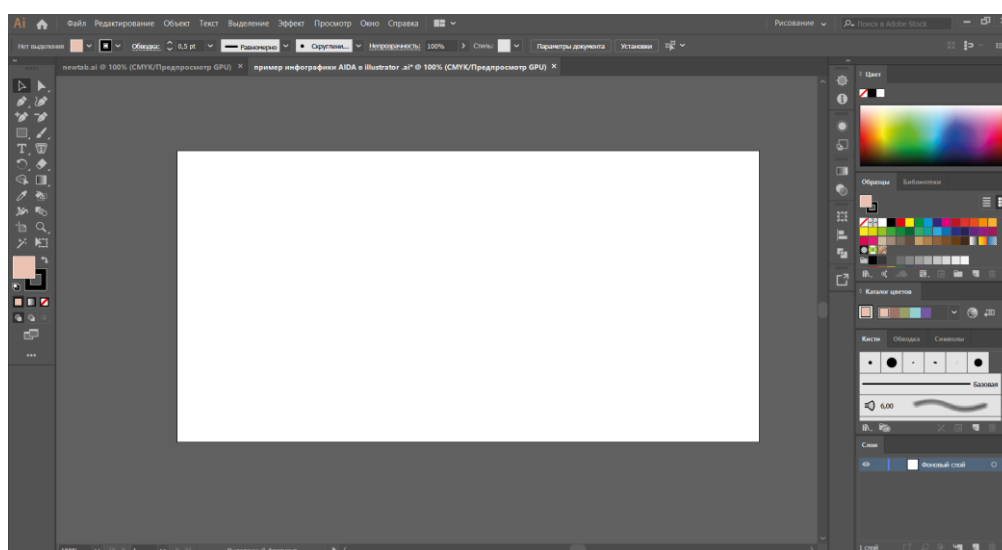 Ai Файл Редактирование Объект Текст Выделение Эффект Просмотр Окно Справка Рисование Поиск в Adobe Stock
Нет выделения Обводка: 0,5 pt Равномерно Скруглени... Непрозрачность: 100% Стиль: Параметры документа Установки
newtab.ai @ 100% (CMYK/Предпросмотр GPU) × пример инфографики AIDA в illustrator .ai* @ 100% (CMYK/Предпросмотр GPU) ×
Цвет
Образцы Библиотеки
Каталог цветов
Кисти Обводка Символы
Базовая
6,00
Слои
Фоновый слой
1 слой